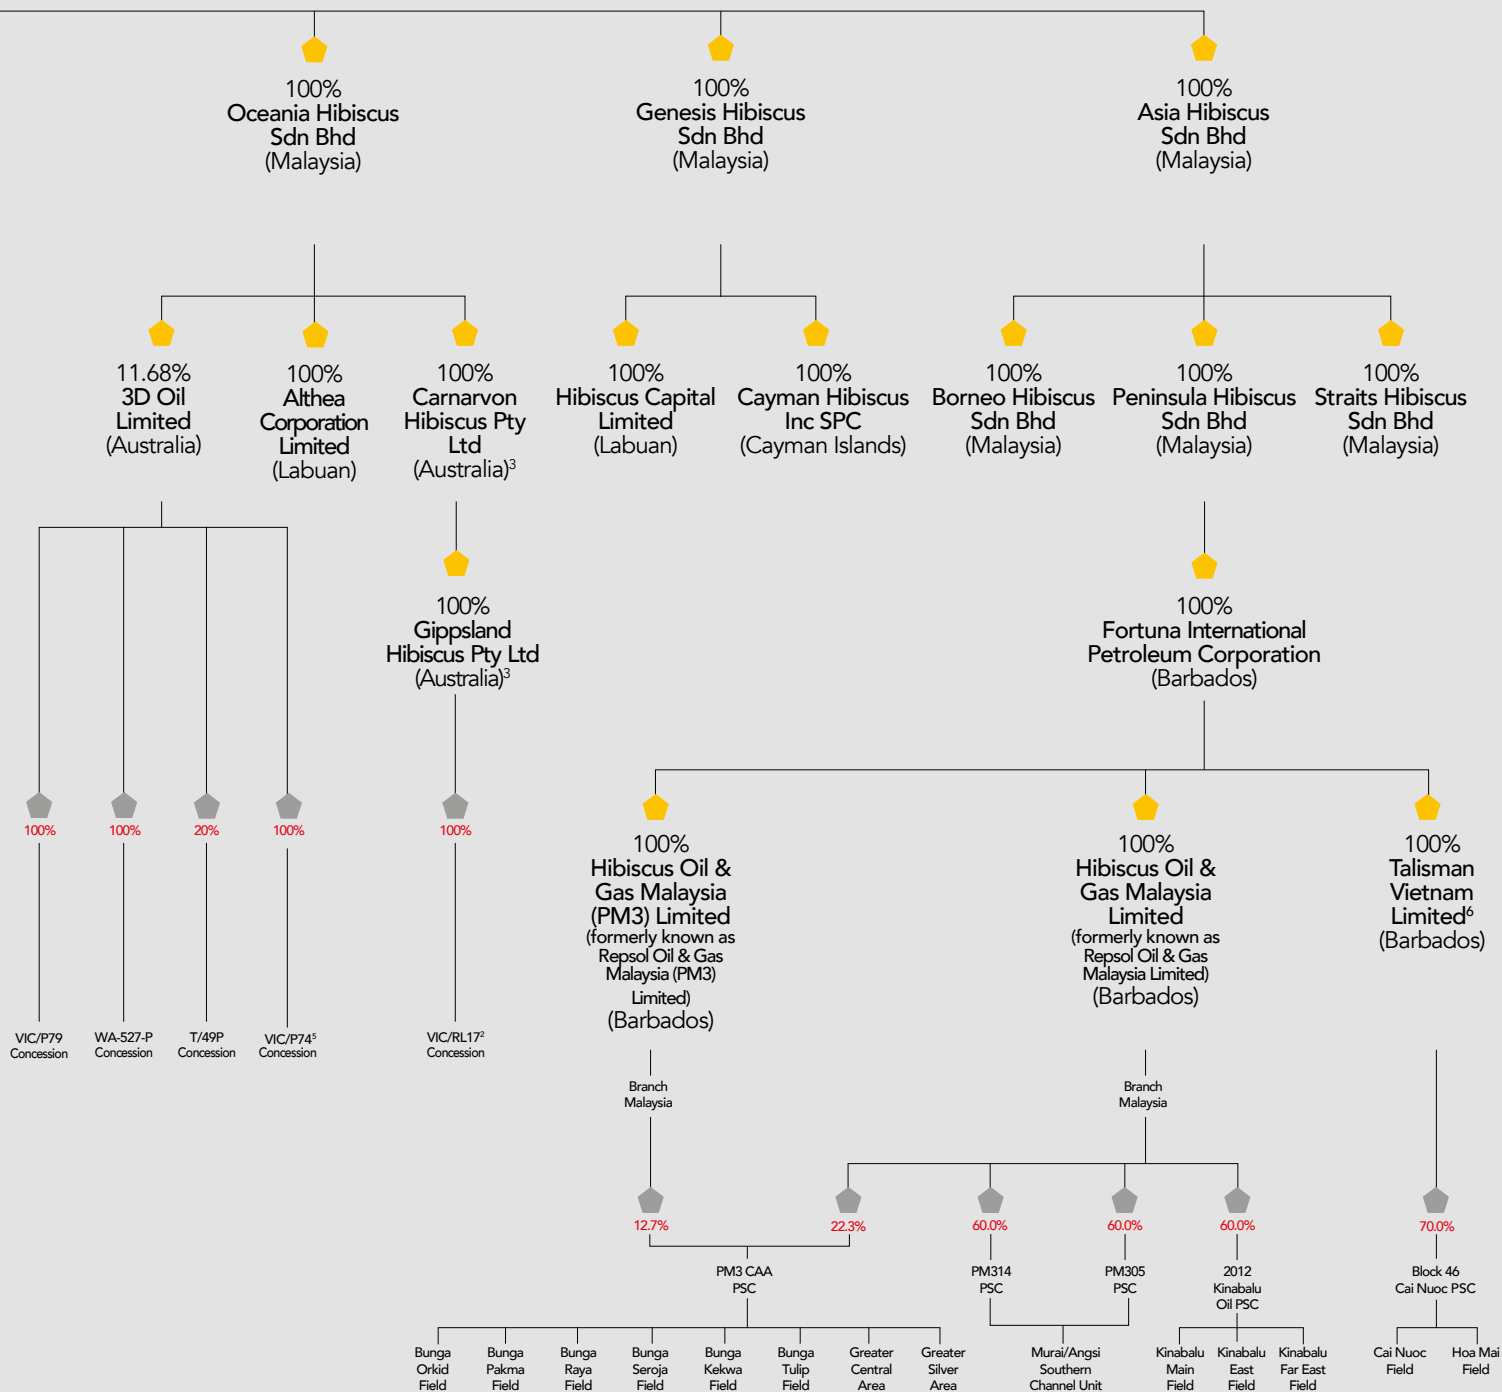 100%
Oceania Hibiscus
Sdn Bhd
(Malaysia)
100%
Genesis Hibiscus
Sdn Bhd
(Malaysia)
100%
Asia Hibiscus
Sdn Bhd
(Malaysia)
11.68%
3D Oil
Limited
(Australia)
100%
Althea
Corporation
Limited
(Labuan)
100%
Carnarvon
Hibiscus Pty
Ltd
(Australia)³
100%
Hibiscus Capital
Limited
(Labuan)
100%
Cayman Hibiscus
Inc SPC
(Cayman Islands)
100%
Borneo Hibiscus
Sdn Bhd
(Malaysia)
100%
Peninsula Hibiscus
Sdn Bhd
(Malaysia)
100%
Straits Hibiscus
Sdn Bhd
(Malaysia)
100%
Gippsland
Hibiscus Pty Ltd
(Australia)³
100%
Fortuna International
Petroleum Corporation
(Barbados)
100%
100%
20%
100%
100%
100%
Hibiscus Oil &
Gas Malaysia
(PM3) Limited
(formerly known as
Repsol Oil & Gas
Malaysia (PM3)
Limited)
(Barbados)
100%
Hibiscus Oil &
Gas Malaysia
Limited
(formerly known as
Repsol Oil & Gas
Malaysia Limited)
(Barbados)
100%
Talisman
Vietnam
Limited⁶
(Barbados)
VIC/P79
Concession
WA-527-P
Concession
T/49P
Concession
VIC/P74⁵
Concession
VIC/RL17²
Concession
Branch
Malaysia
Branch
Malaysia
12.7%
22.3%
60.0%
60.0%
60.0%
70.0%
PM3 CAA
PSC
PM314
PSC
PM305
PSC
2012
Kinabalu
Oil PSC
Block 46
Cai Nuoc PSC
Bunga
Orkid
Field
Bunga
Pakma
Field
Bunga
Raya
Field
Bunga
Seroja
Field
Bunga
Kekwa
Field
Bunga
Tulip
Field
Greater
Central
Area
Greater
Silver
Area
Murai/Angsi
Southern
Channel Unit
Kinabalu
Main
Field
Kinabalu
East
Field
Kinabalu
Far East
Field
Cai Nuoc
Field
Hoa Mai
Field